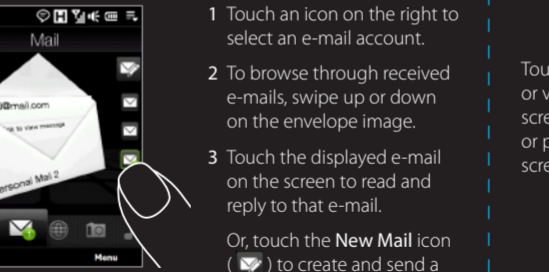 Mail
@mail.com
to view message
ersonal Mail 2
Menu
1 Touch an icon on the right to
select an e-mail account.
2 To browse through received
e-mails, swipe up or down
on the envelope image.
3 Touch the displayed e-mail
on the screen to read and
reply to that e-mail.
Or, touch the New Mail icon
( ) to create and send a
Tou
or v
scre
or p
scre